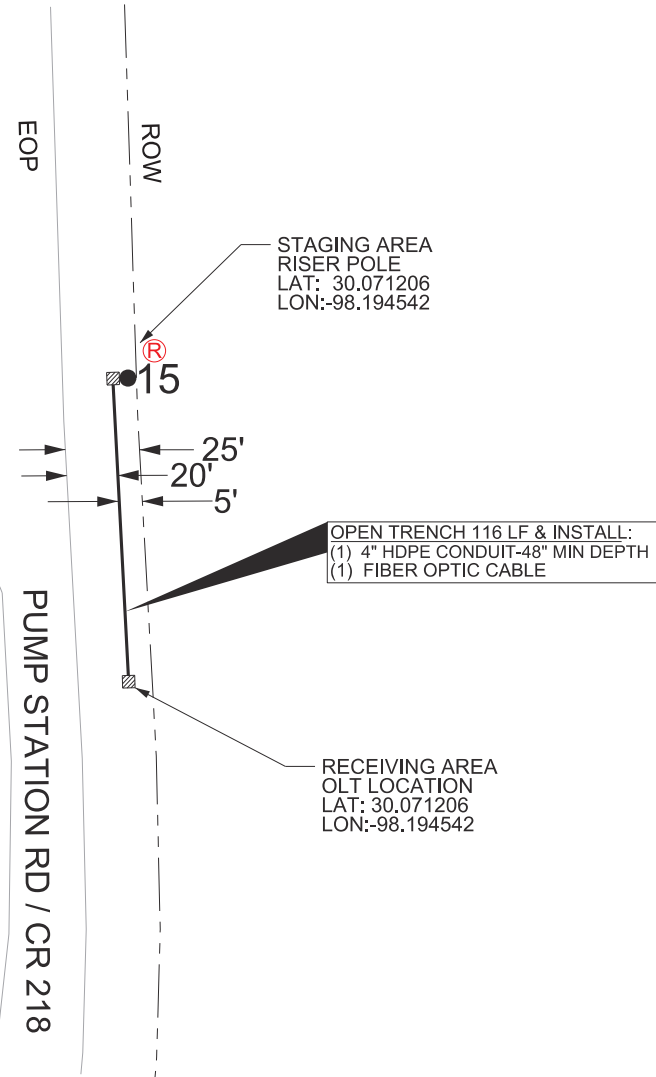 ROW
EOP
STAGING AREA
RISER POLE
LAT: 30.071206
LON:-98.194542
R
15
25'
20'
5'
OPEN TRENCH 116 LF & INSTALL:
(1) 4" HDPE CONDUIT-48" MIN DEPTH
(1) FIBER OPTIC CABLE
PUMP STATION RD / CR 218
RECEIVING AREA
OLT LOCATION
LAT: 30.071206
LON:-98.194542